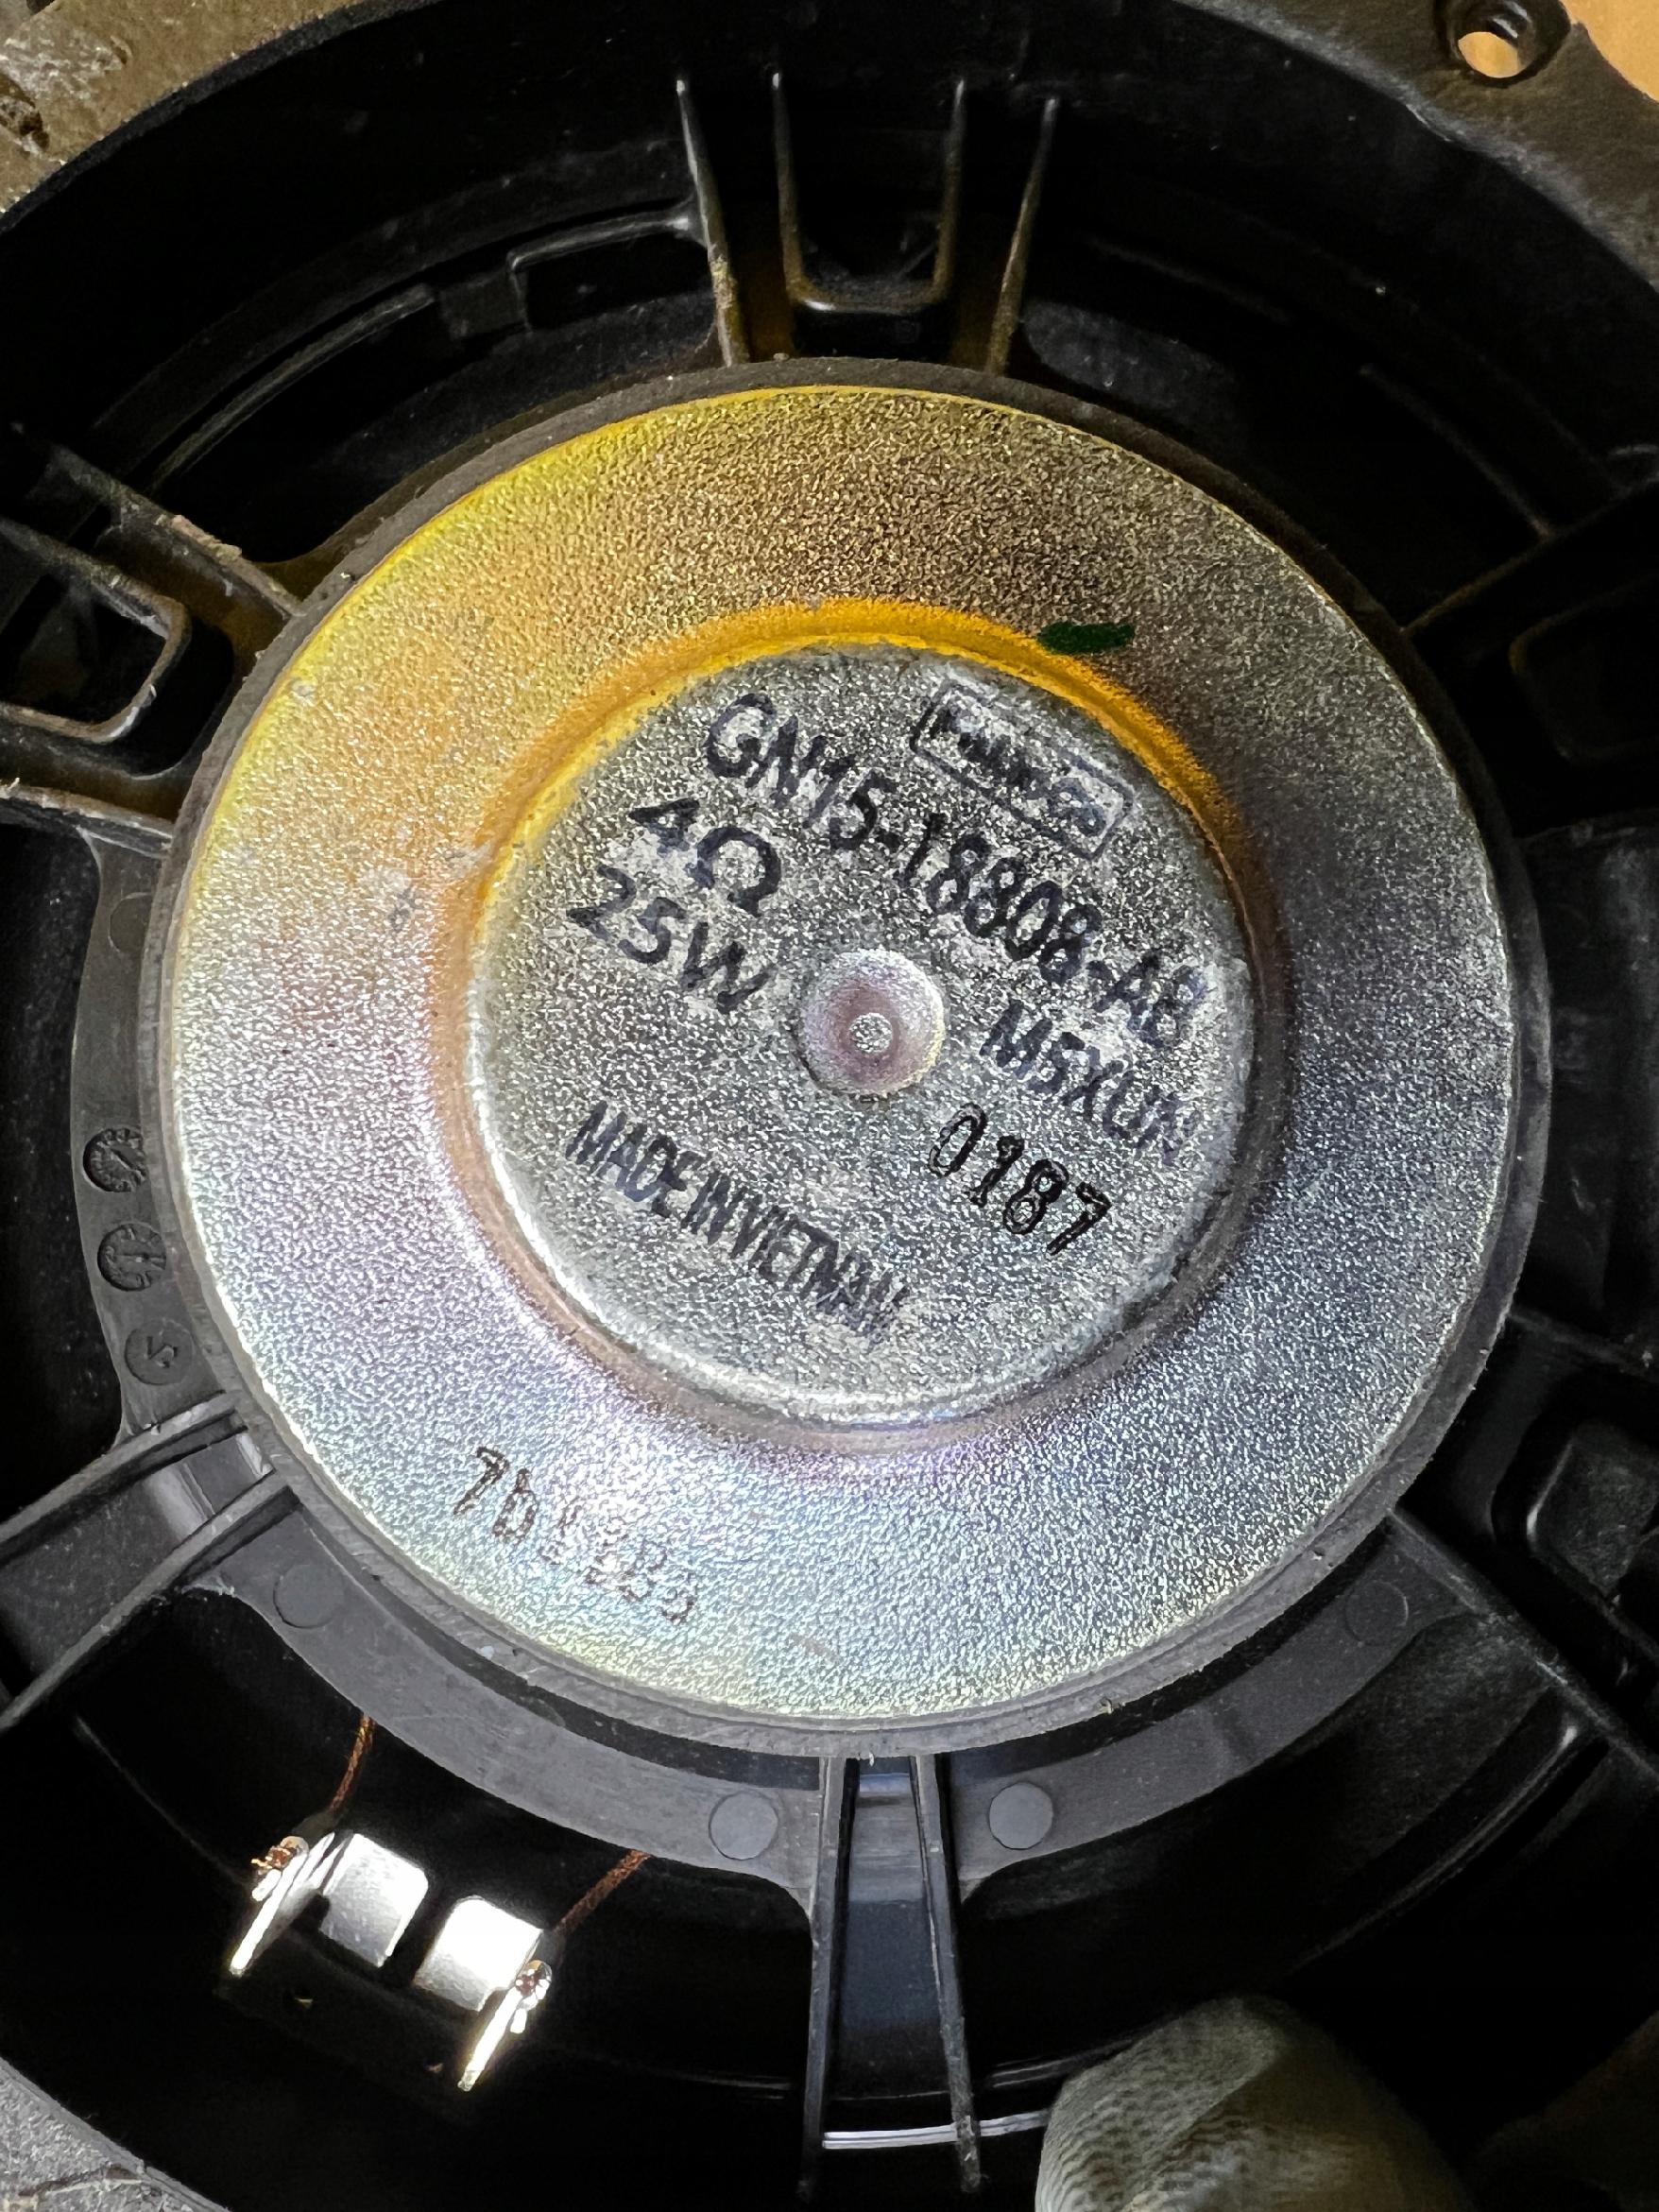 GN15-18808-AB
4Ω
25W
M5XUN
0187
MADE IN VIETNAM